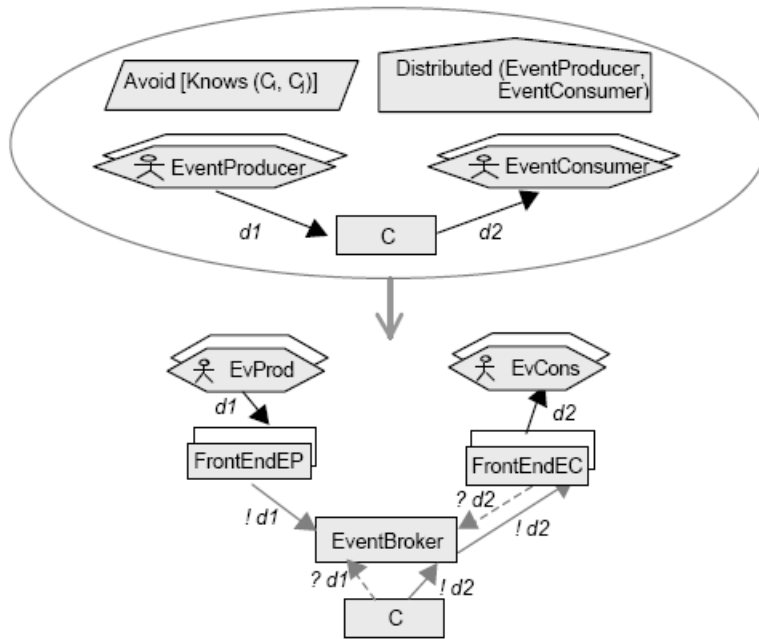 Avoid [Knows (Ci, Cj)]
Distributed (EventProducer,
EventConsumer)
EventProducer
EventConsumer
d1
C
d2
EvProd
EvCons
d1
d2
FrontEndEP
FrontEndEC
? d2
! d1
! d2
EventBroker
? d1
! d2
C